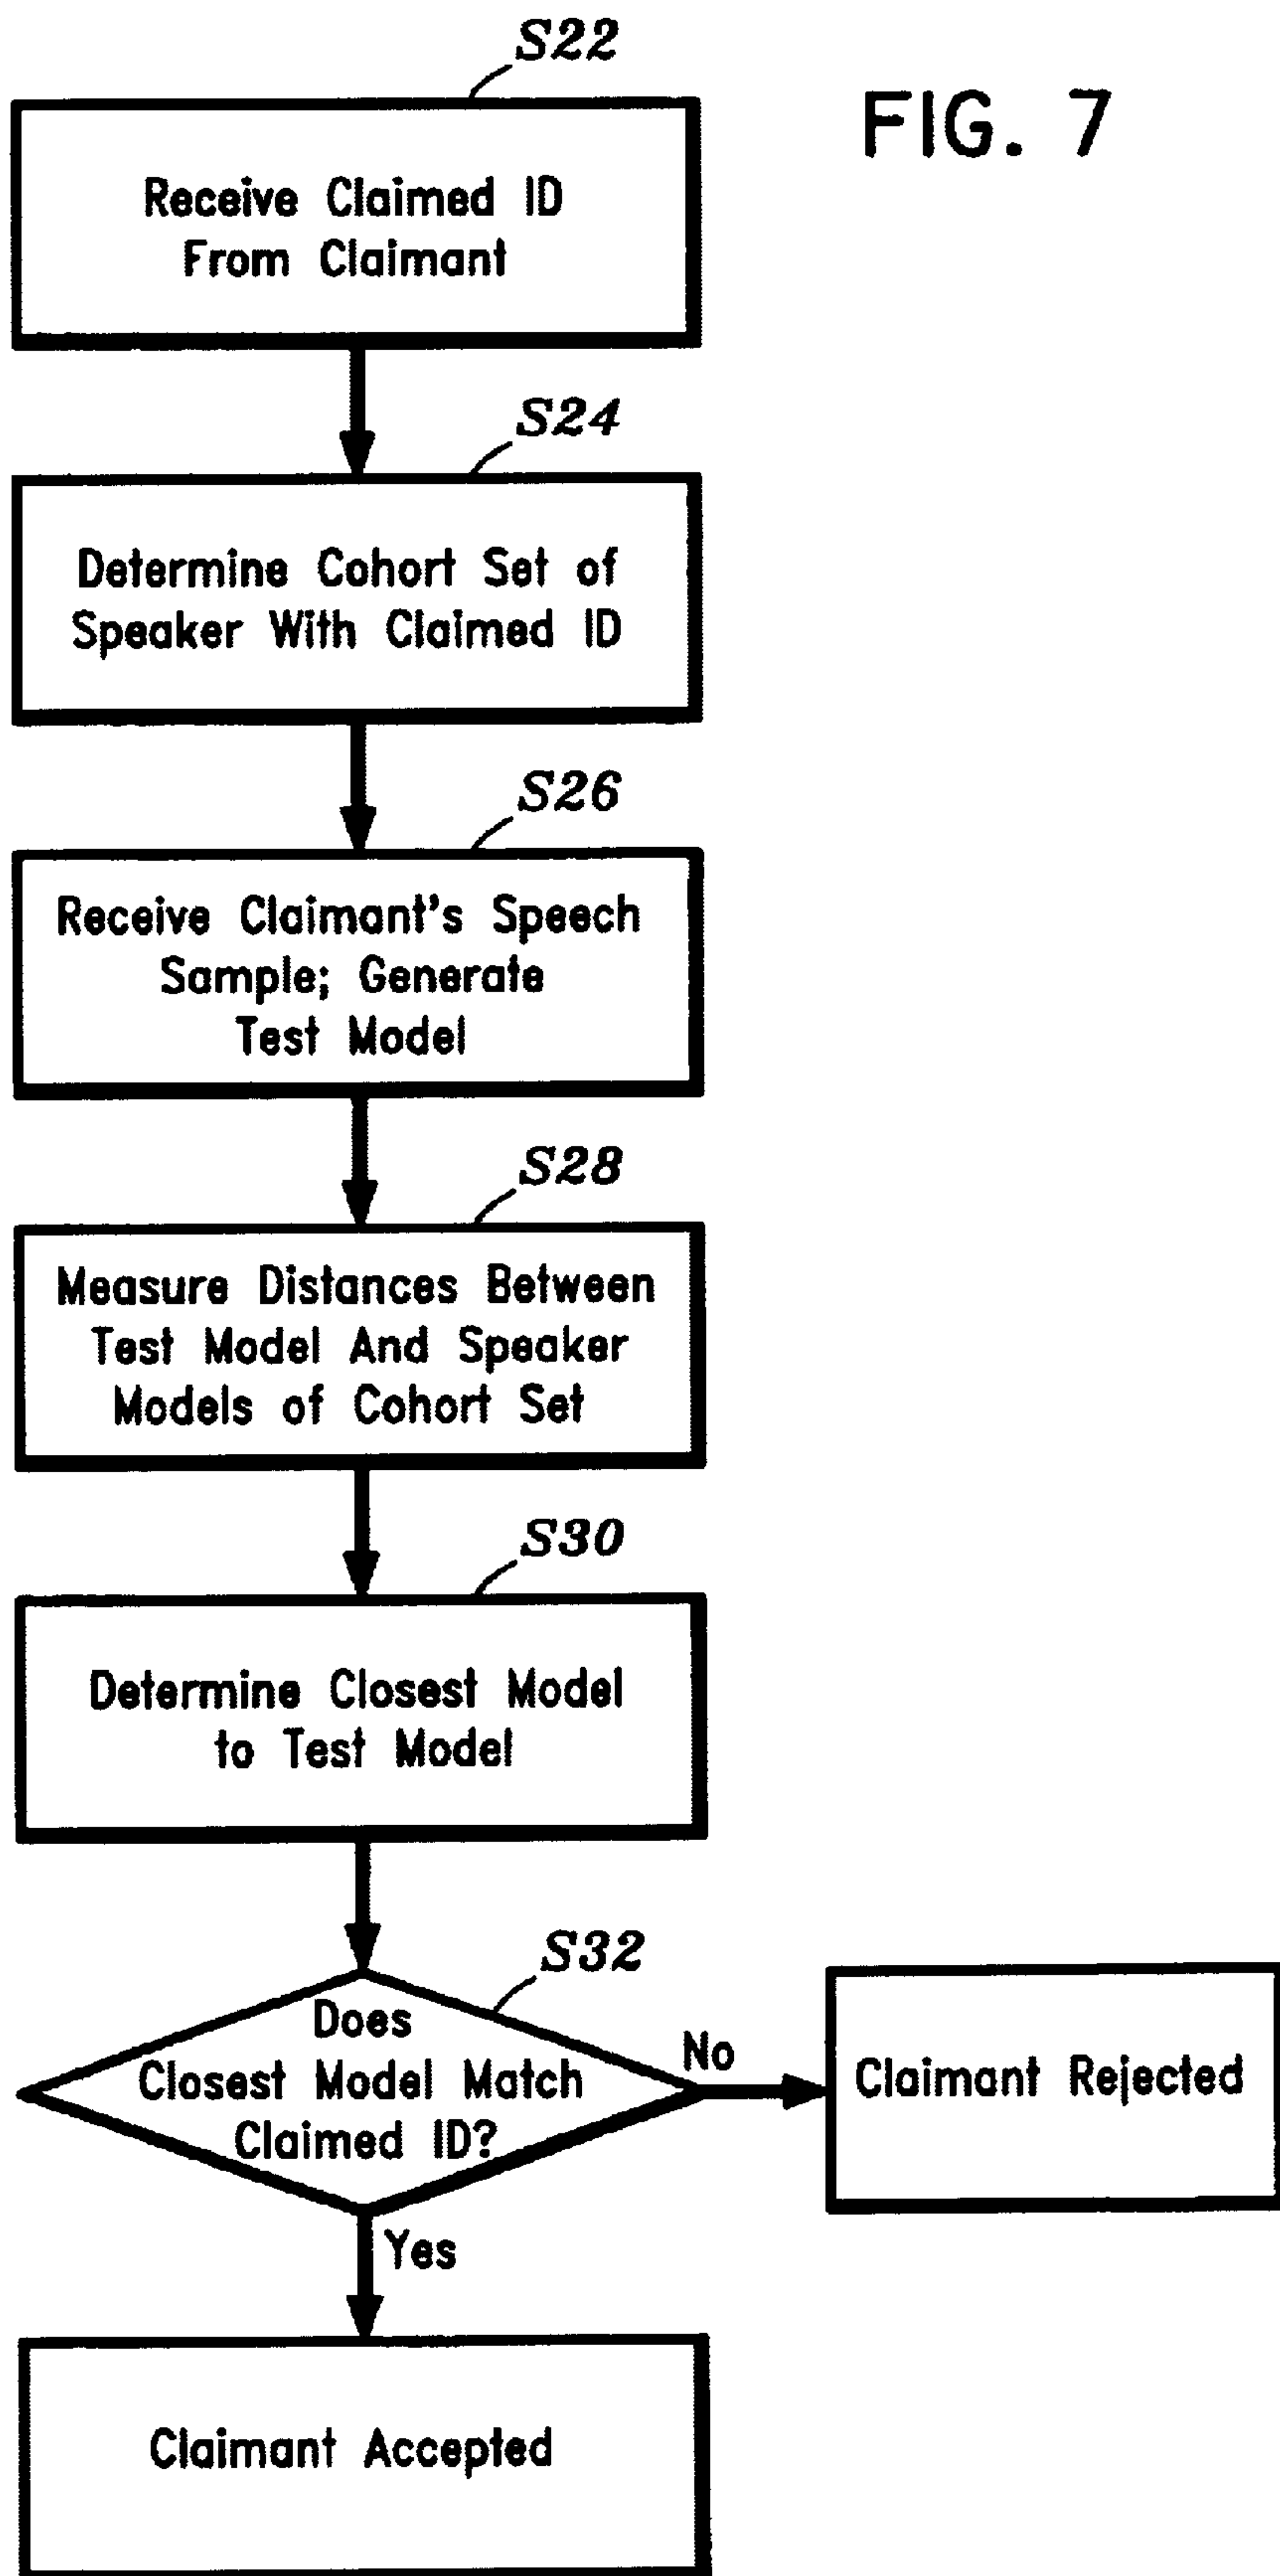 FIG. 7
S22
Receive Claimed ID
From Claimant
S24
Determine Cohort Set of
Speaker With Claimed ID
S26
Receive Claimant's Speech
Sample; Generate
Test Model
S28
Measure Distances Between
Test Model And Speaker
Models of Cohort Set
S30
Determine Closest Model
to Test Model
S32
Does
Closest Model Match
Claimed ID?
No
Claimant Rejected
Yes
Claimant Accepted